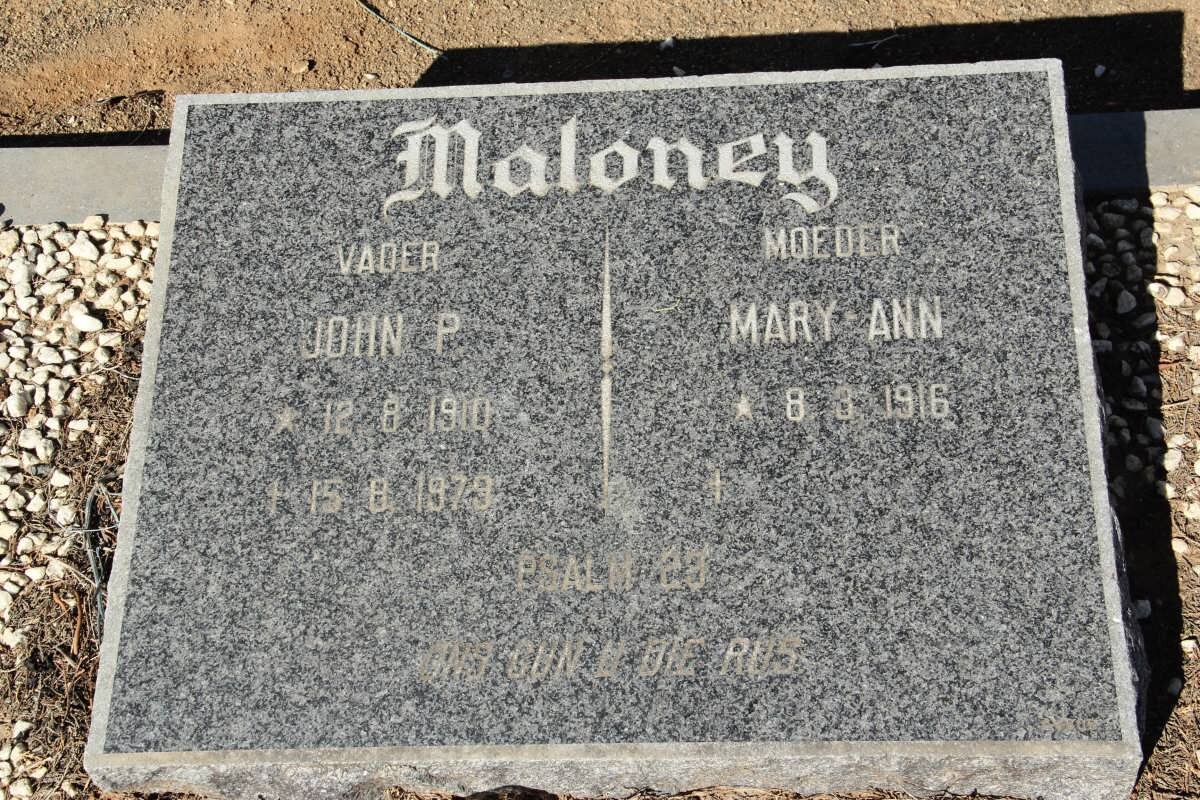 Maloney
VADER
MOEDER
JOHN P
MARY-ANN
* 12. 8. 1910
* 8. 3. 1916
† 15. 8. 1979
†
PSALM 23
ONS GUN U DIE RUS